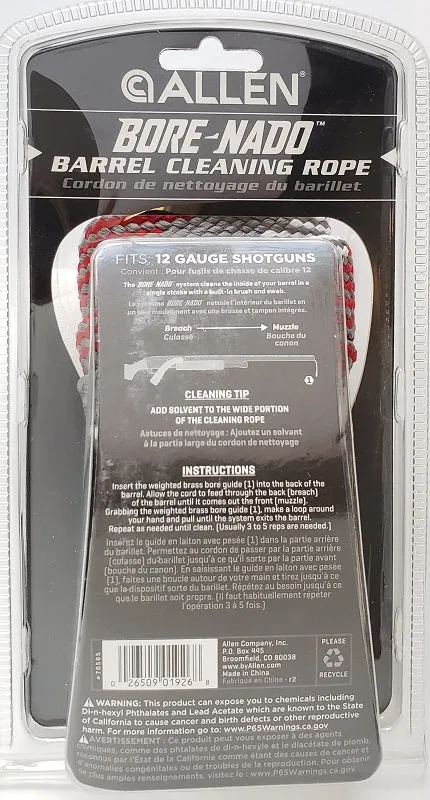 ALLEN®
BORE-NADO™
BARREL CLEANING ROPE
Cordon de nettoyage du barillet
FITS: 12 GAUGE SHOTGUNS
Convient : Pour fusils de chasse de calibre 12
The BORE-NADO™ system cleans the inside of your barrel in a
single stroke with a built-in brush and swab.
Le système BORE-NADO™ nettoie l'intérieur du barillet en
un seul mouvement avec une brosse et tampon intégrés.
Breach Muzzle
Culasse Bouche du
canon
1
CLEANING TIP
ADD SOLVENT TO THE WIDE PORTION
OF THE CLEANING ROPE
Astuces de nettoyage : Ajoutez un solvant
à la partie large du cordon de nettoyage
INSTRUCTIONS
Insert the weighted brass bore guide (1) into the back of the
barrel. Allow the cord to feed through the back (breach)
of the barrel until it comes out the front (muzzle).
Grabbing the weighted brass bore guide (1), make a loop around
your hand and pull until the system exits the barrel.
Repeat as needed until clean. (Usually 3 to 5 reps are needed.)
Insérez le guide en laiton avec pesée (1) dans la partie arrière
du barillet. Permettez au cordon de passer par la partie arrière
(culasse) du barillet jusqu'à ce qu'il sorte par la partie avant
(bouche du canon). En saisissant le guide en laiton avec pesée
(1), faites une boucle autour de votre main et tirez jusqu'à ce
que le dispositif sorte du barillet. Répétez au besoin jusqu'à ce
que le barillet soit propre. (Il faut habituellement répéter
l'opération 3 à 5 fois.)
#70585
0 26509 01926 8
Allen Company, Inc.
P.O. Box 445
Broomfield, CO 80038
www.byAllen.com
Made in China
Fabriqué en Chine · r2
PLEASE
RECYCLE
WARNING: This product can expose you to chemicals including
Di-n-hexyl Phthalates and Lead Acetate which are known to the State
of California to cause cancer and birth defects or other reproductive
harm. For more information go to: www.P65Warnings.ca.gov
AVERTISSEMENT : Ce produit peut vous exposer à des agents
chimiques, comme des phtalates de di-n-hexyle et le diacétate de plomb,
reconnus par l'État de la Californie comme étant des causes de cancer et
d'anomalies congénitales ou de troubles de la reproduction. Pour obtenir
de plus amples renseignements, visitez le : www.P65Warnings.ca.gov